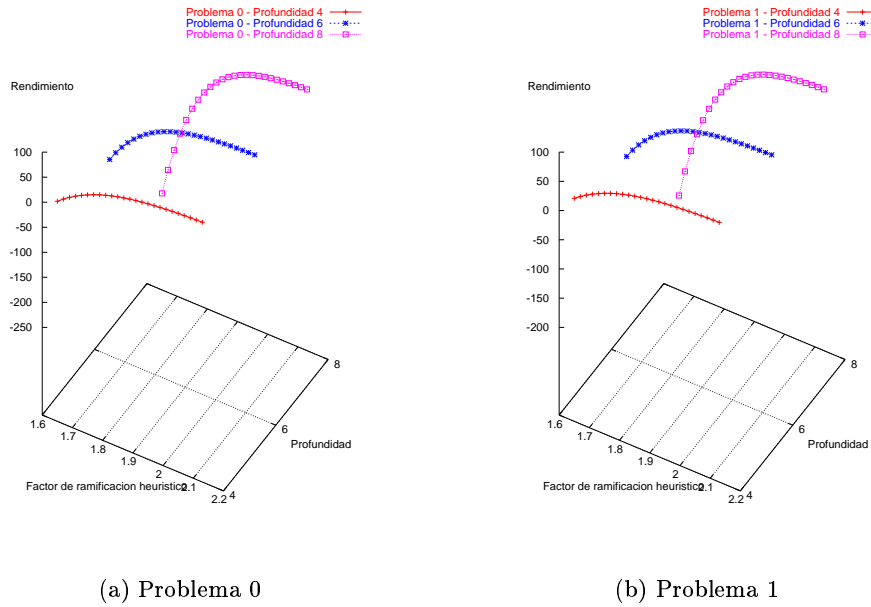 Problema 0 - Profundidad 4
Problema 0 - Profundidad 6
Problema 0 - Profundidad 8
Rendimiento
100
50
0
-50
-100
-150
-200
-250
1.6
1.7
1.8
1.9
2
2.1
2.2
4
6
8
Profundidad
Factor de ramificacion heuristico
(a) Problema 0
Problema 1 - Profundidad 4
Problema 1 - Profundidad 6
Problema 1 - Profundidad 8
Rendimiento
100
50
0
-50
-100
-150
-200
1.6
1.7
1.8
1.9
2
2.1
2.2
4
6
8
Profundidad
Factor de ramificacion heuristico
(b) Problema 1